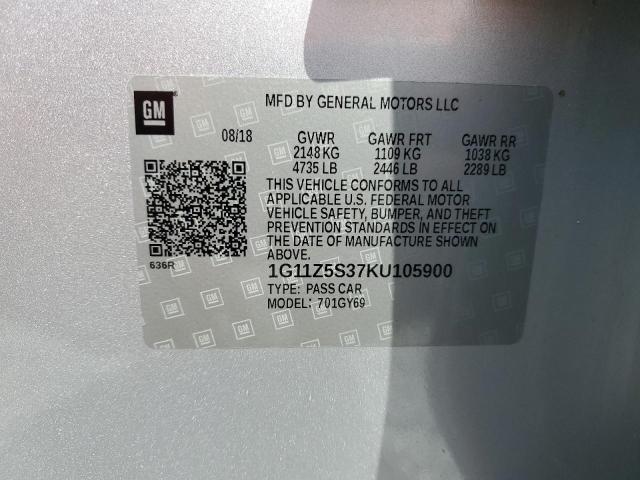 GM
MFD BY GENERAL MOTORS LLC
08/18 GVWR GAWR FRT GAWR RR
2148 KG 1109 KG 1038 KG
4735 LB 2446 LB 2289 LB
THIS VEHICLE CONFORMS TO ALL
APPLICABLE U.S. FEDERAL MOTOR
VEHICLE SAFETY, BUMPER, AND THEFT
PREVENTION STANDARDS IN EFFECT ON
THE DATE OF MANUFACTURE SHOWN
ABOVE.
636R
1G11Z5S37KU105900
TYPE: PASS CAR
MODEL: 701GY69